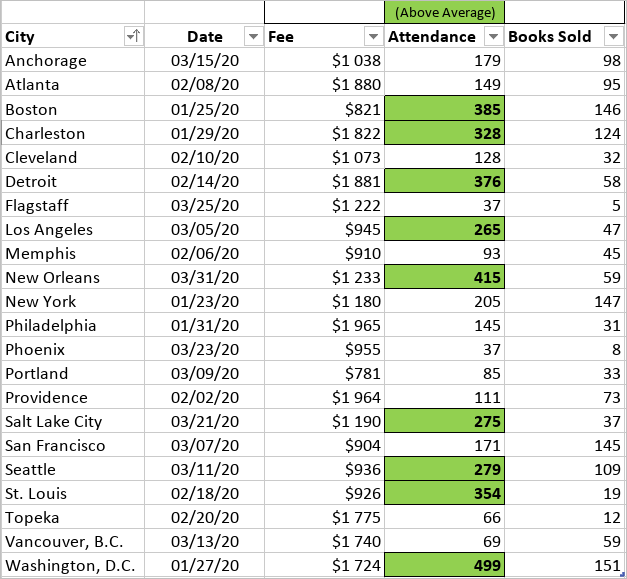 (Above Average)
City Date Fee Attendance Books Sold
Anchorage 03/15/20 $1 038 179 98
Atlanta 02/08/20 $1 880 149 95
Boston 01/25/20 $821 385 146
Charleston 01/29/20 $1 822 328 124
Cleveland 02/10/20 $1 073 128 32
Detroit 02/14/20 $1 881 376 58
Flagstaff 03/25/20 $1 222 37 5
Los Angeles 03/05/20 $945 265 47
Memphis 02/06/20 $910 93 45
New Orleans 03/31/20 $1 233 415 59
New York 01/23/20 $1 180 205 147
Philadelphia 01/31/20 $1 965 145 31
Phoenix 03/23/20 $955 37 8
Portland 03/09/20 $781 85 33
Providence 02/02/20 $1 964 111 73
Salt Lake City 03/21/20 $1 190 275 37
San Francisco 03/07/20 $904 171 145
Seattle 03/11/20 $936 279 109
St. Louis 02/18/20 $926 354 19
Topeka 02/20/20 $1 775 66 12
Vancouver, B.C. 03/13/20 $1 740 69 59
Washington, D.C. 01/27/20 $1 724 499 151